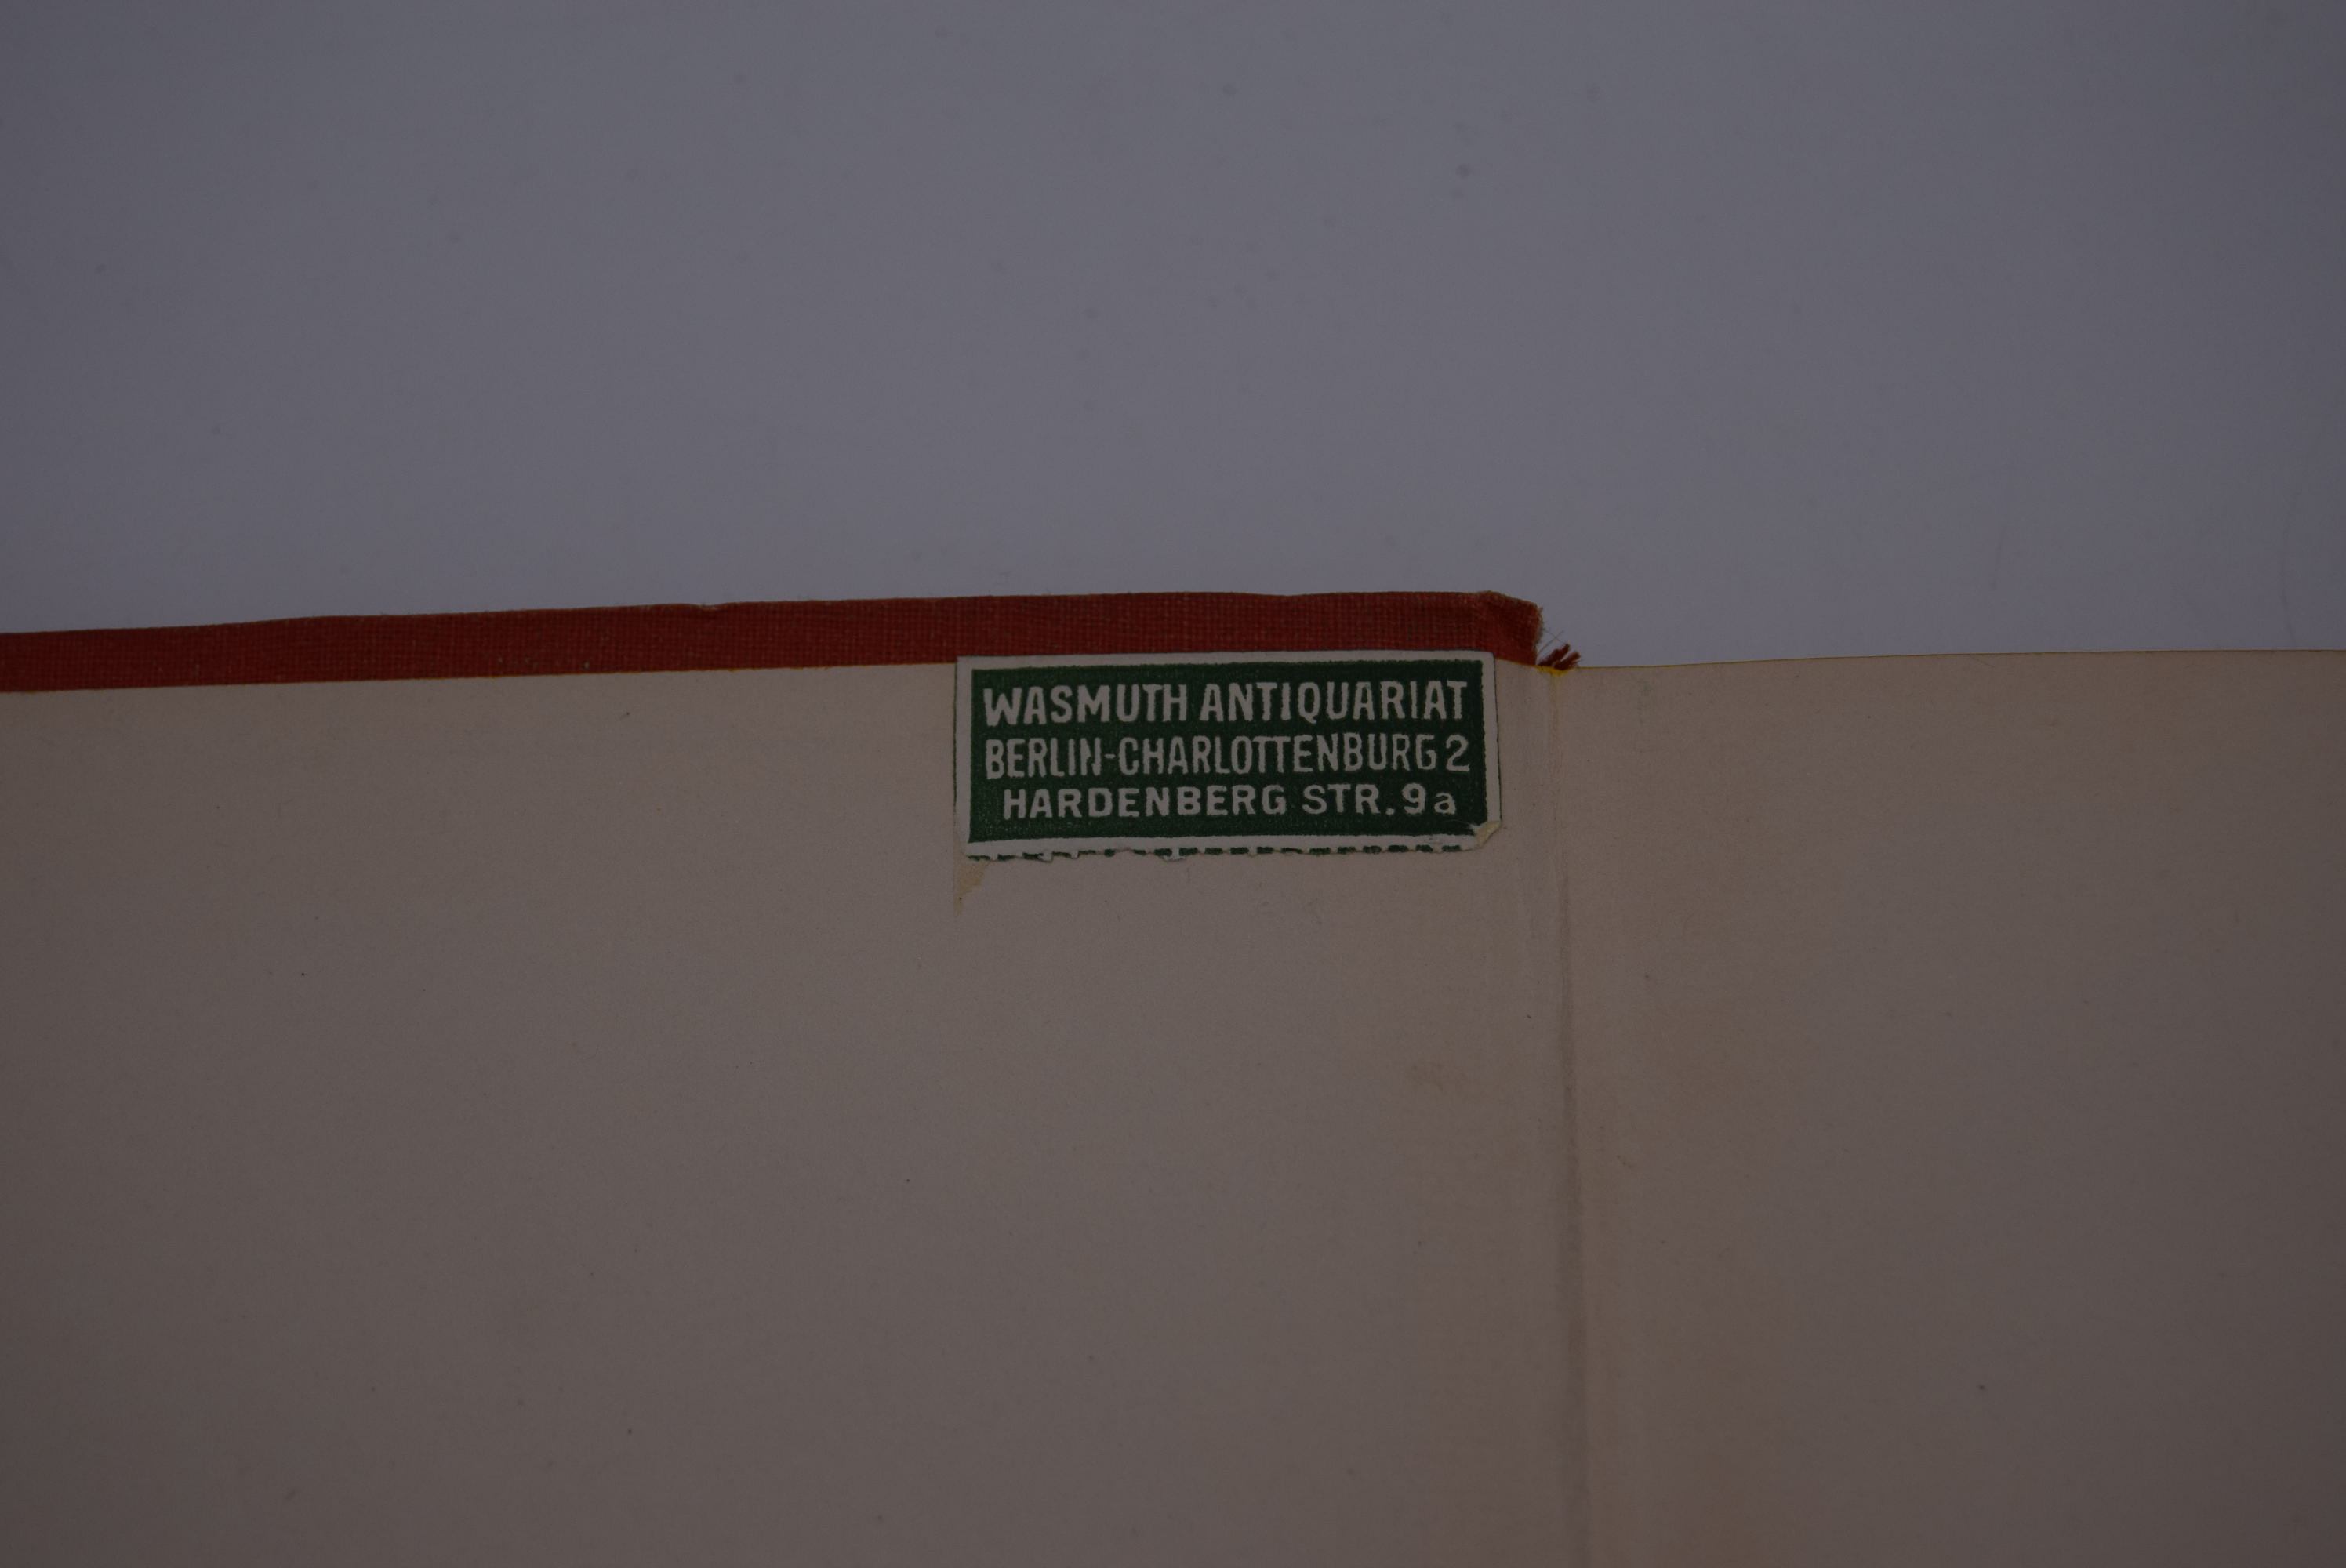 WASMUTH ANTIQUARIAT
BERLIN-CHARLOTTENBURG 2
HARDENBERG STR. 9a